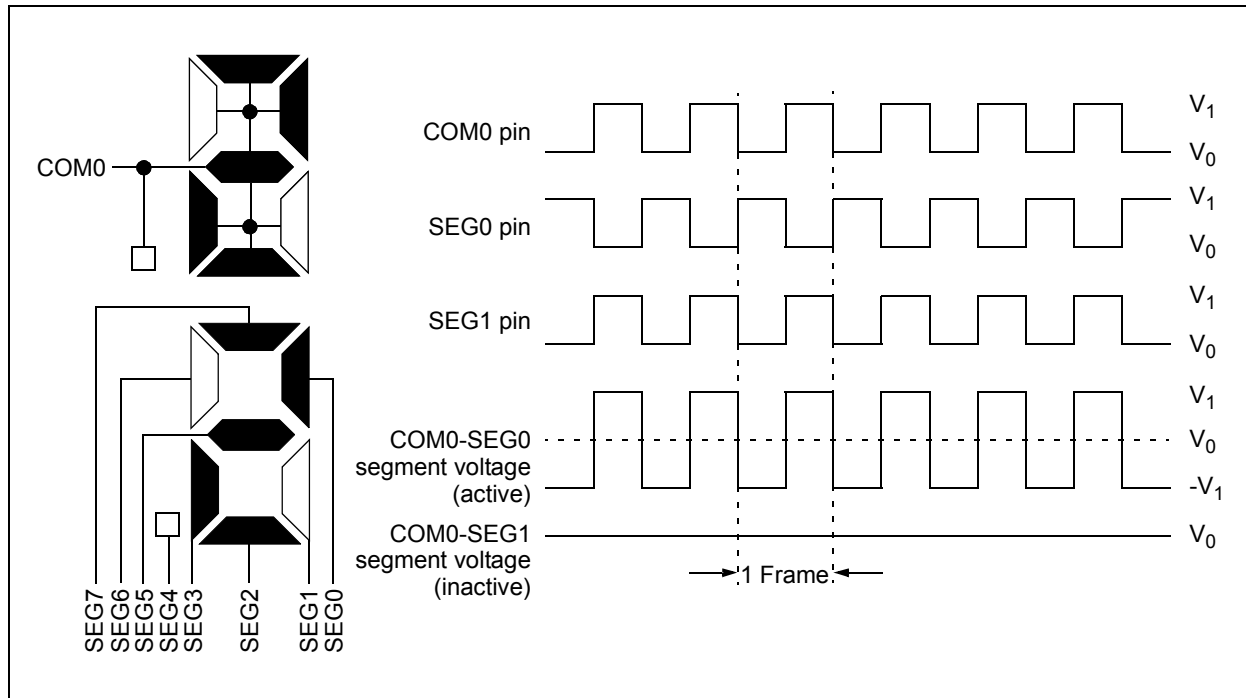 COM0
SEG7
SEG6
SEG5
SEG4
SEG3
SEG2
SEG1
SEG0
COM0 pin
V1
V0
SEG0 pin
V1
V0
SEG1 pin
V1
V0
COM0-SEG0
segment voltage
(active)
V1
V0
-V1
COM0-SEG1
segment voltage
(inactive)
V0
1 Frame